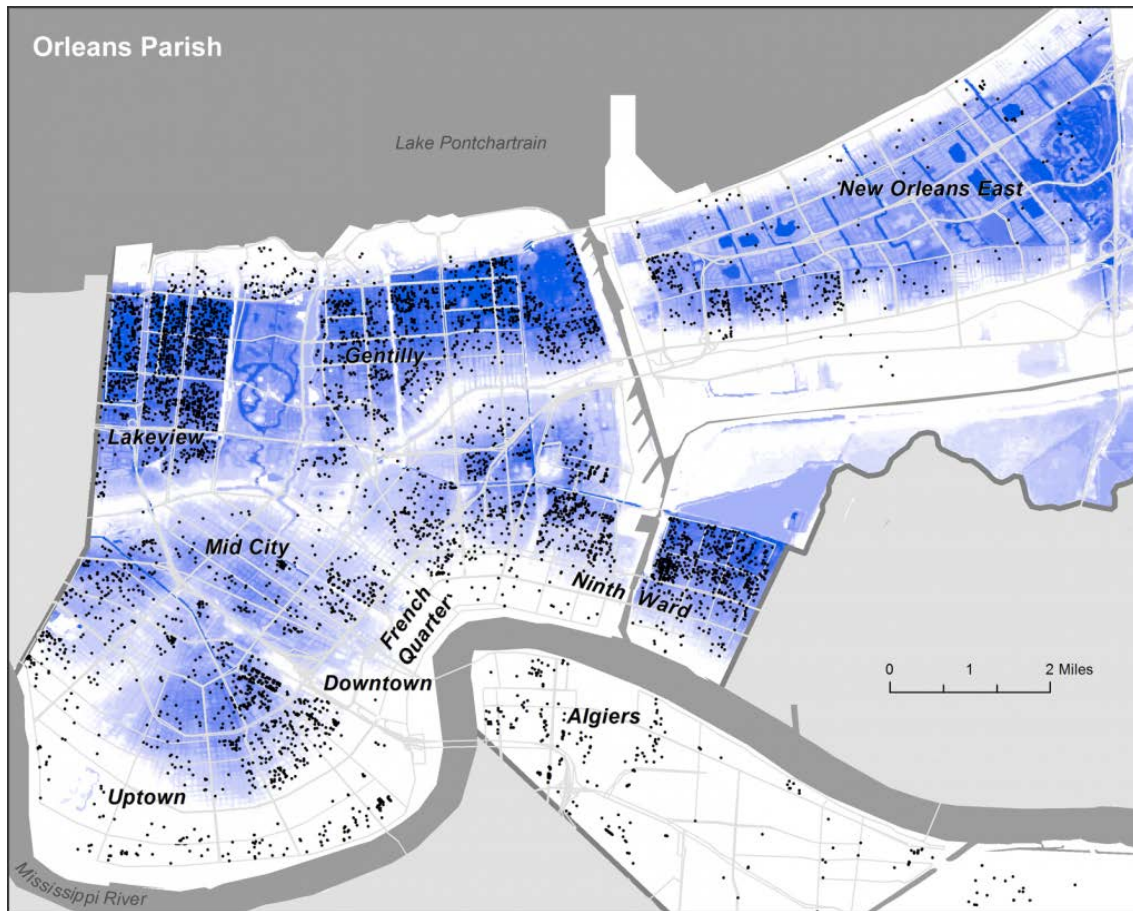 Orleans Parish
Lake Pontchartrain
New Orleans East
Gentilly
Lakeview
Mid City
Ninth Ward
French
Quarter
Downtown
0 1 2 Miles
Algiers
Uptown
Mississippi River